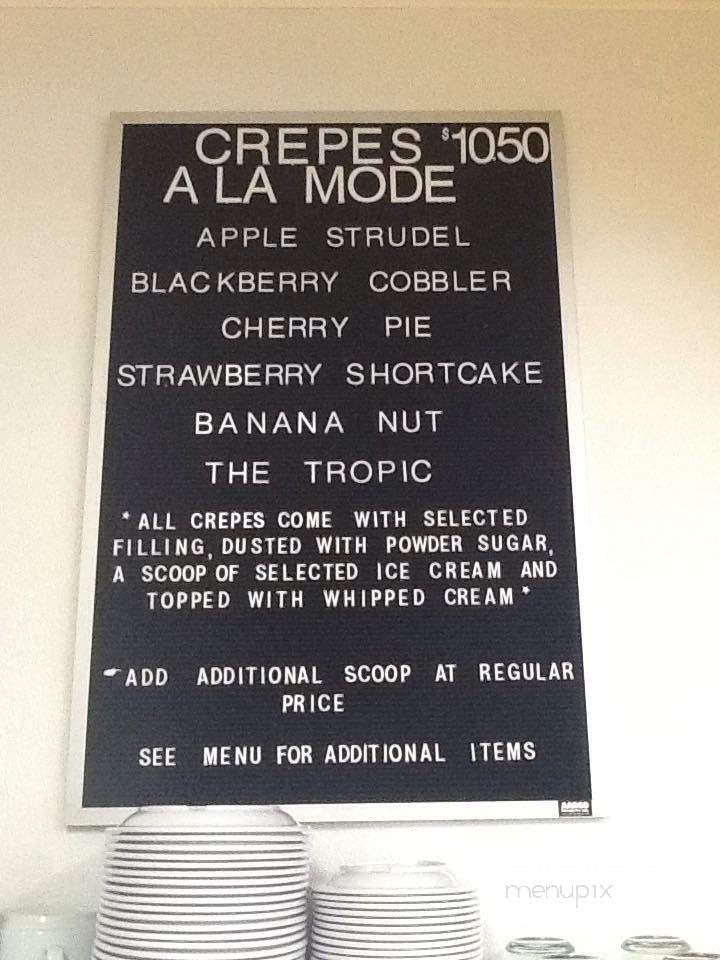 CREPES $10.50
A LA MODE
APPLE STRUDEL
BLACKBERRY COBBLER
CHERRY PIE
STRAWBERRY SHORTCAKE
BANANA NUT
THE TROPIC
*ALL CREPES COME WITH SELECTED
FILLING, DUSTED WITH POWDER SUGAR,
A SCOOP OF SELECTED ICE CREAM AND
TOPPED WITH WHIPPED CREAM*
☛ADD ADDITIONAL SCOOP AT REGULAR
PRICE
SEE MENU FOR ADDITIONAL ITEMS
menupix